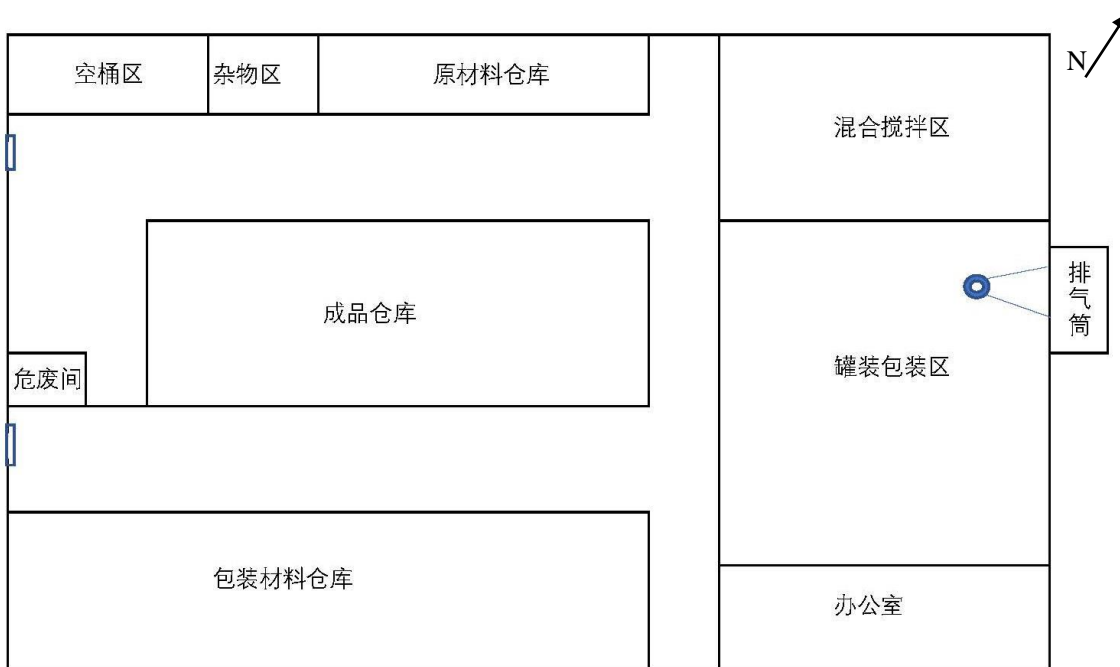 空桶区
杂物区
原材料仓库
N
混合搅拌区
排
气
筒
成品仓库
罐装包装区
危废间
包装材料仓库
办公室